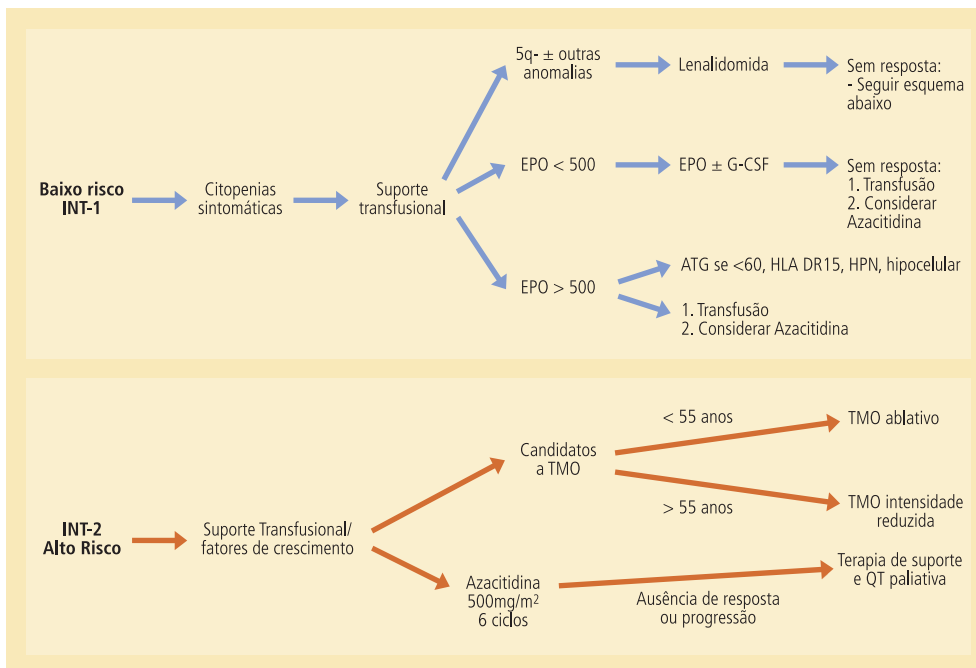 Baixo risco
INT-1
Citopenias
sintomáticas
Suporte
transfusional
5q- ± outras
anomalias
Lenalidomida
Sem resposta:
- Seguir esquema
abaixo
EPO < 500
EPO ± G-CSF
Sem resposta:
1. Transfusão
2. Considerar
Azacitidina
EPO > 500
ATG se <60, HLA DR15, HPN, hipocelular
1. Transfusão
2. Considerar Azacitidina
INT-2
Alto Risco
Suporte Transfusional/
fatores de crescimento
Candidatos
a TMO
< 55 anos
TMO ablativo
> 55 anos
TMO intensidade
reduzida
Azacitidina
500mg/m²
6 ciclos
Ausência de resposta
ou progressão
Terapia de suporte
e QT paliativa